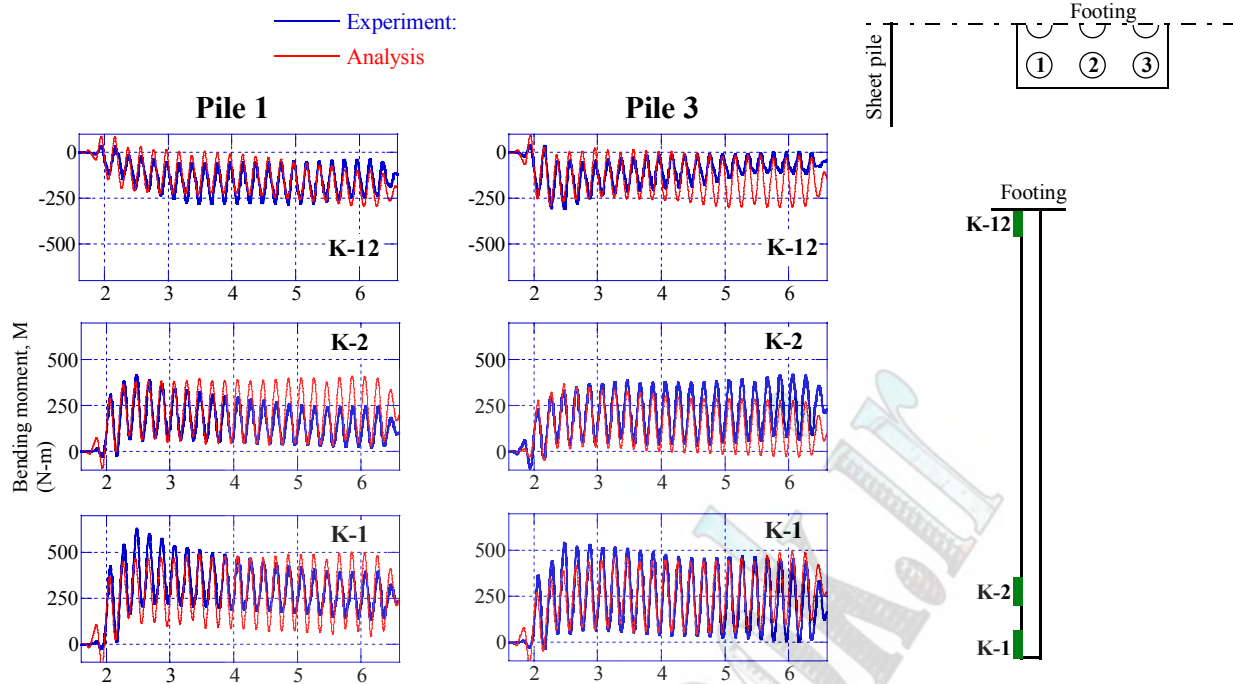 Experiment:
Analysis
Pile 1
Pile 3
Footing
Sheet pile
1 2 3
Footing
K-12
K-2
K-1
Bending moment, M
(N-m)
0
-250
-500
K-12
2 3 4 5 6
0
-250
-500
K-12
2 3 4 5 6
500
250
0
K-2
2 3 4 5 6
500
250
0
K-2
2 3 4 5 6
500
250
0
K-1
2 3 4 5 6
500
250
0
K-1
2 3 4 5 6